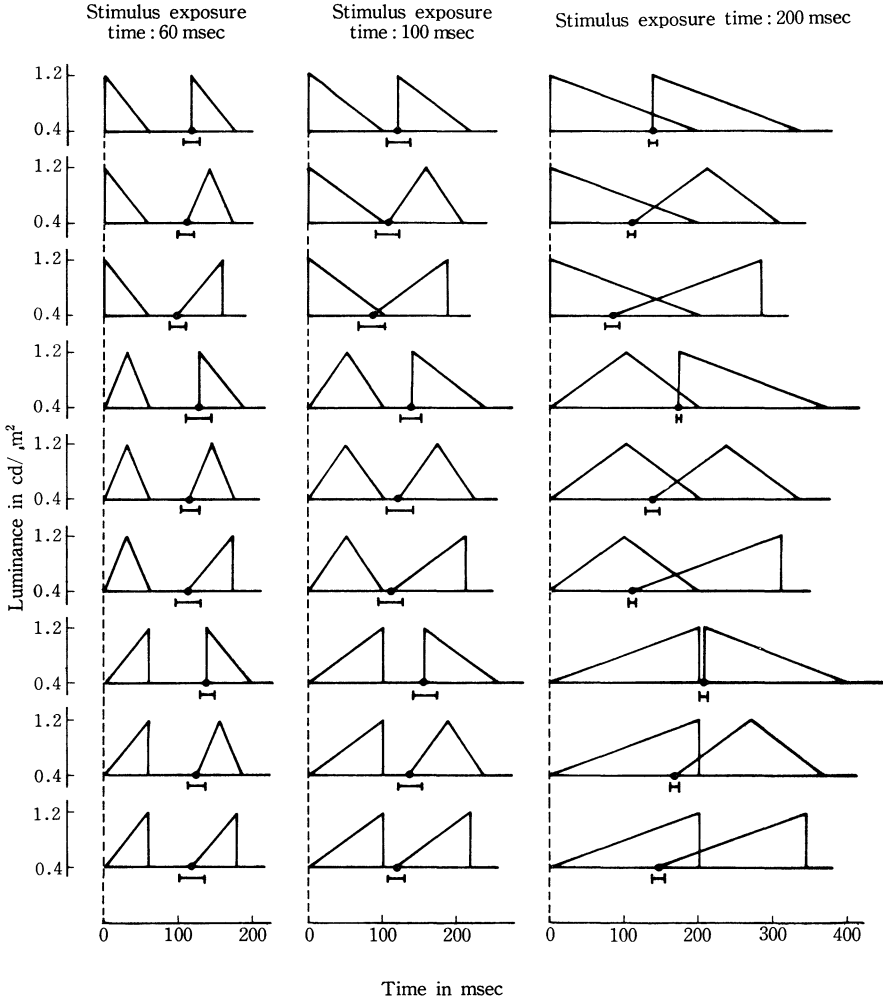 Stimulus exposure
time : 60 msec
Stimulus exposure
time : 100 msec
Stimulus exposure time : 200 msec
Luminance in cd/ ,m²
1.2
0.4
1.2
0.4
1.2
0.4
1.2
0.4
1.2
0.4
1.2
0.4
1.2
0.4
1.2
0.4
1.2
0.4
0 100 200
0 100 200
0 100 200 300 400
Time in msec